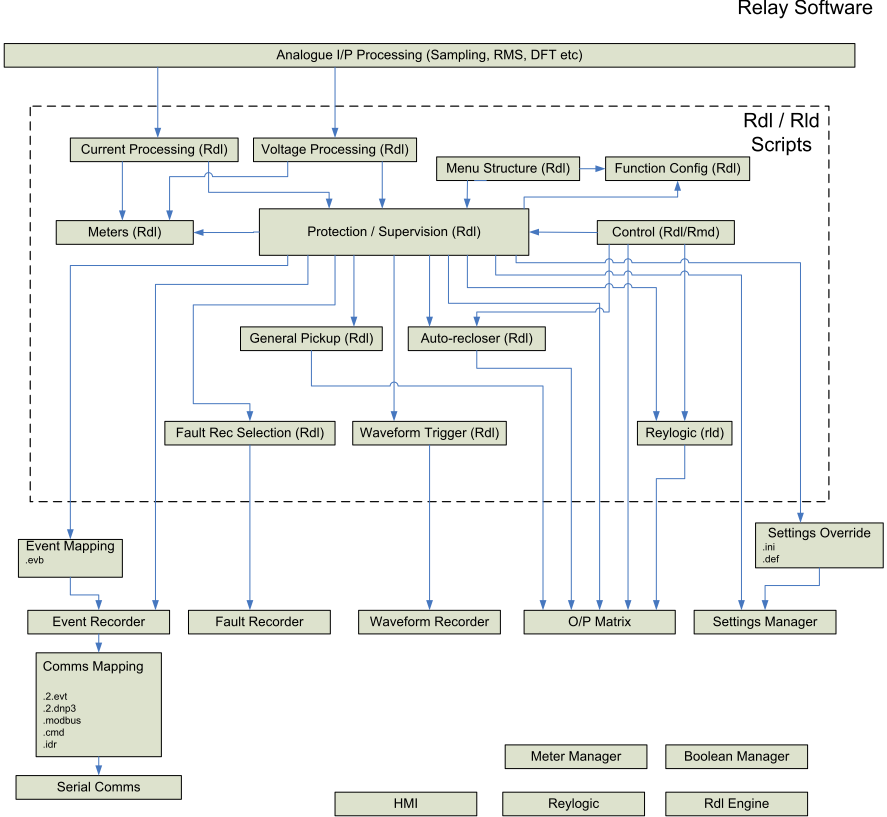 Relay Software
Analogue I/P Processing (Sampling, RMS, DFT etc)
Rdl / Rld
Scripts
Current Processing (Rdl)
Voltage Processing (Rdl)
Menu Structure (Rdl)
Function Config (Rdl)
Meters (Rdl)
Protection / Supervision (Rdl)
Control (Rdl/Rmd)
General Pickup (Rdl)
Auto-recloser (Rdl)
Fault Rec Selection (Rdl)
Waveform Trigger (Rdl)
Reylogic (rld)
Event Mapping
.evb
Settings Override
.ini
.def
Event Recorder
Fault Recorder
Waveform Recorder
O/P Matrix
Settings Manager
Comms Mapping
.2.evt
.2.dnp3
.modbus
.cmd
.idr
Meter Manager
Boolean Manager
Serial Comms
HMI
Reylogic
Rdl Engine